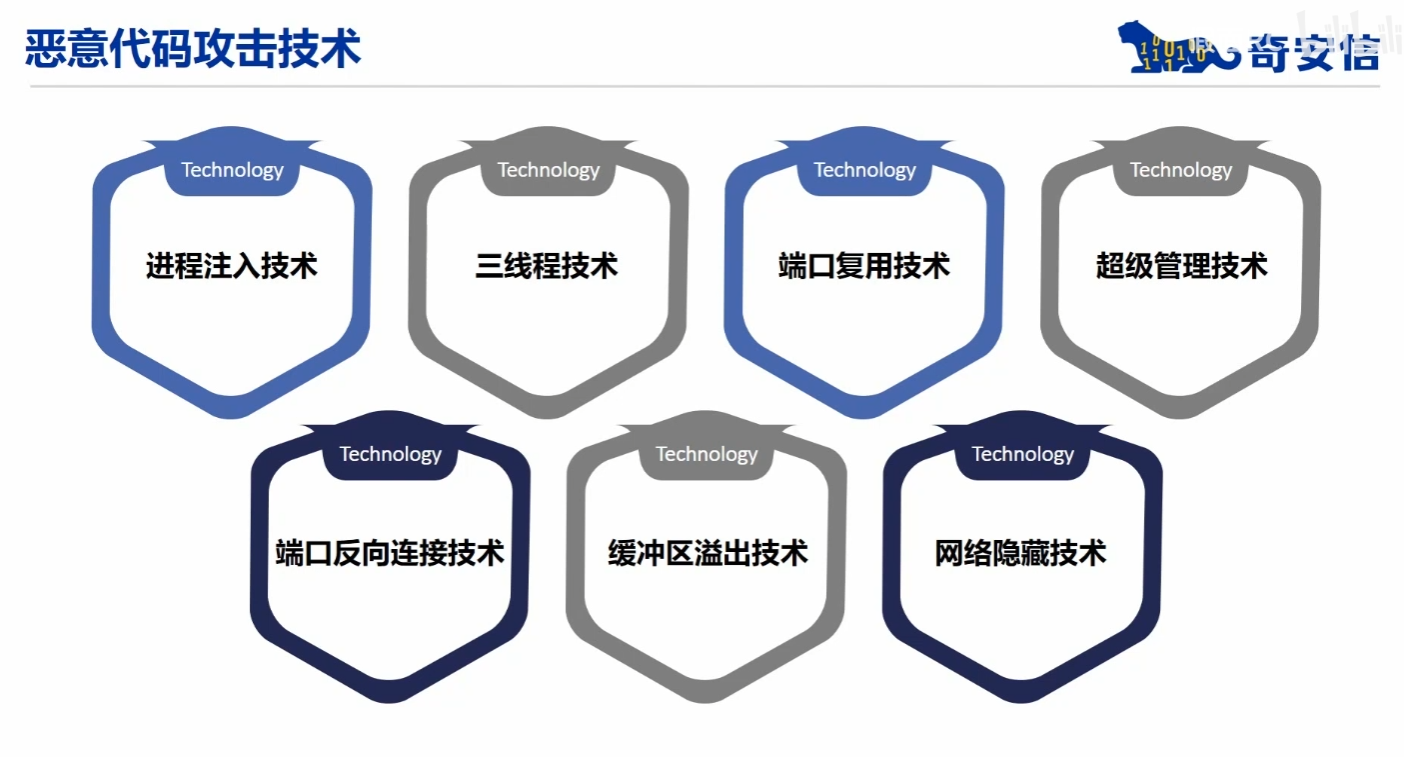 恶意代码攻击技术
奇安信
Technology
进程注入技术
Technology
三线程技术
Technology
端口复用技术
Technology
超级管理技术
Technology
端口反向连接技术
Technology
缓冲区溢出技术
Technology
网络隐藏技术